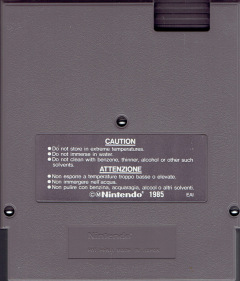 CAUTION
●Do not store in extreme temperatures.
●Do not immerse in water.
●Do not clean with benzene, thinner, alcohol or other such
solvents.
ATTENZIONE
●Non esporre a temperature troppo basse o elevate.
●Non immergere nell'acqua.
●Non pulire con benzina, acquaragia, alcool o altri solventi.
©Ⓜ Nintendo® 1985 EAI